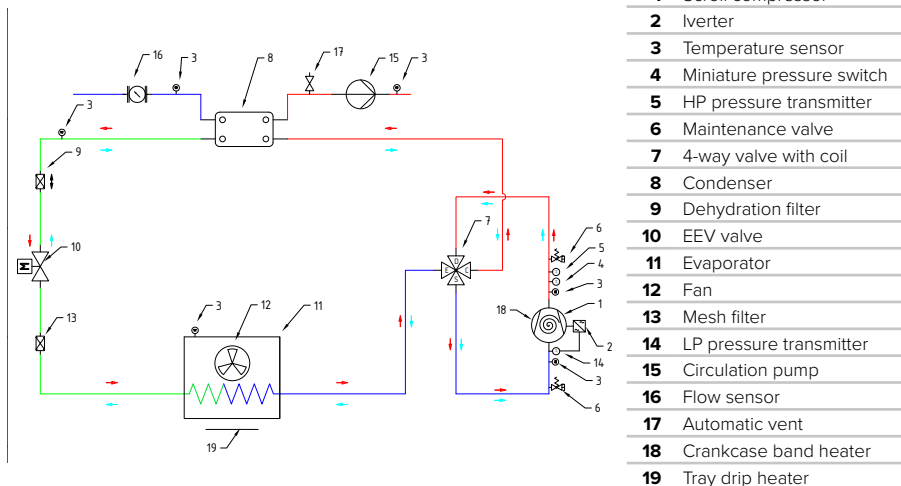 1 Scroll compressor
2 Iverter
3 Temperature sensor
4 Miniature pressure switch
5 HP pressure transmitter
6 Maintenance valve
7 4-way valve with coil
8 Condenser
9 Dehydration filter
10 EEV valve
11 Evaporator
12 Fan
13 Mesh filter
14 LP pressure transmitter
15 Circulation pump
16 Flow sensor
17 Automatic vent
18 Crankcase band heater
19 Tray drip heater
16
3
8
17
15
3
3
9
7
6
5
4
3
10
M
D
E
C
S
18
1
2
13
3
12
11
14
3
6
19